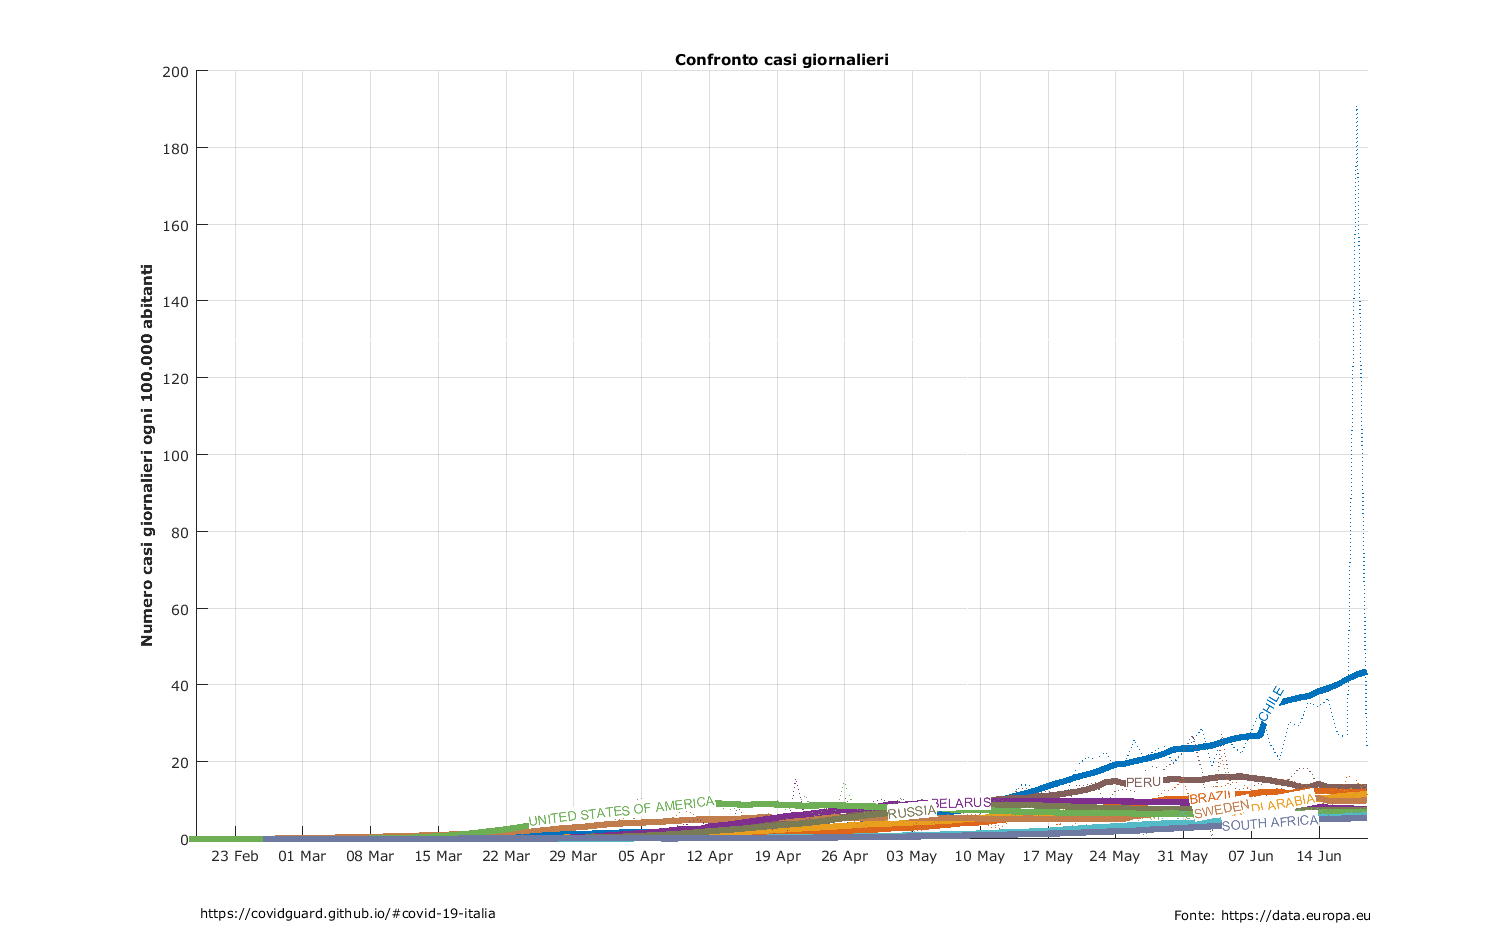 Confronto casi giornalieri
Numero casi giornalieri ogni 100.000 abitanti
200
180
160
140
120
100
80
60
40
20
0
CHILE
PERU
BRAZIL
BELARUS
UNITED STATES OF AMERICA
RUSSIA
SWEDEN
DI ARABIA
SOUTH AFRICA
23 Feb
01 Mar
08 Mar
15 Mar
22 Mar
29 Mar
05 Apr
12 Apr
19 Apr
26 Apr
03 May
10 May
17 May
24 May
31 May
07 Jun
14 Jun
https://covidguard.github.io/#covid-19-italia
Fonte: https://data.europa.eu